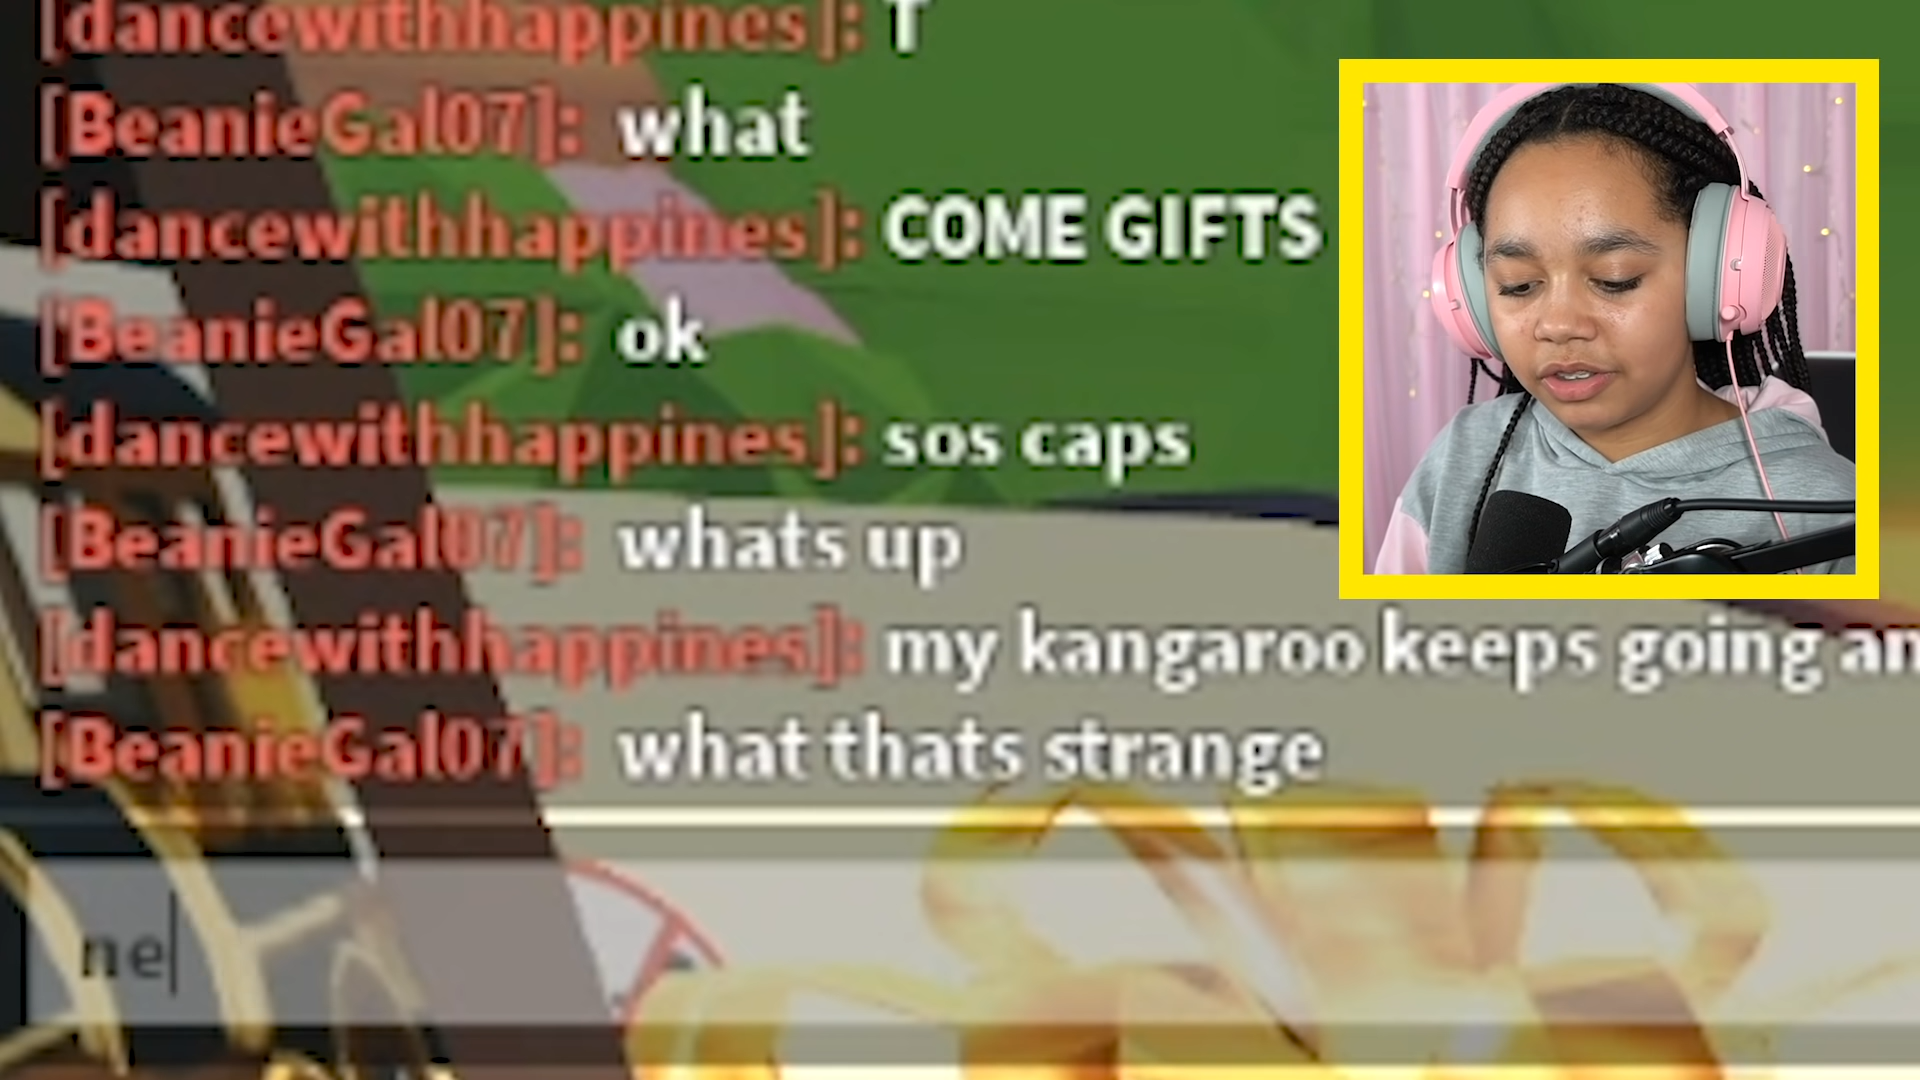 [dancewithhappines]: T
[BeanieGal07]: what
[dancewithhappines]: COME GIFTS
[BeanieGal07]: ok
[dancewithhappines]: sos caps
[BeanieGal07]: whats up
[dancewithhappines]: my kangaroo keeps going an
[BeanieGal07]: what thats strange
ne